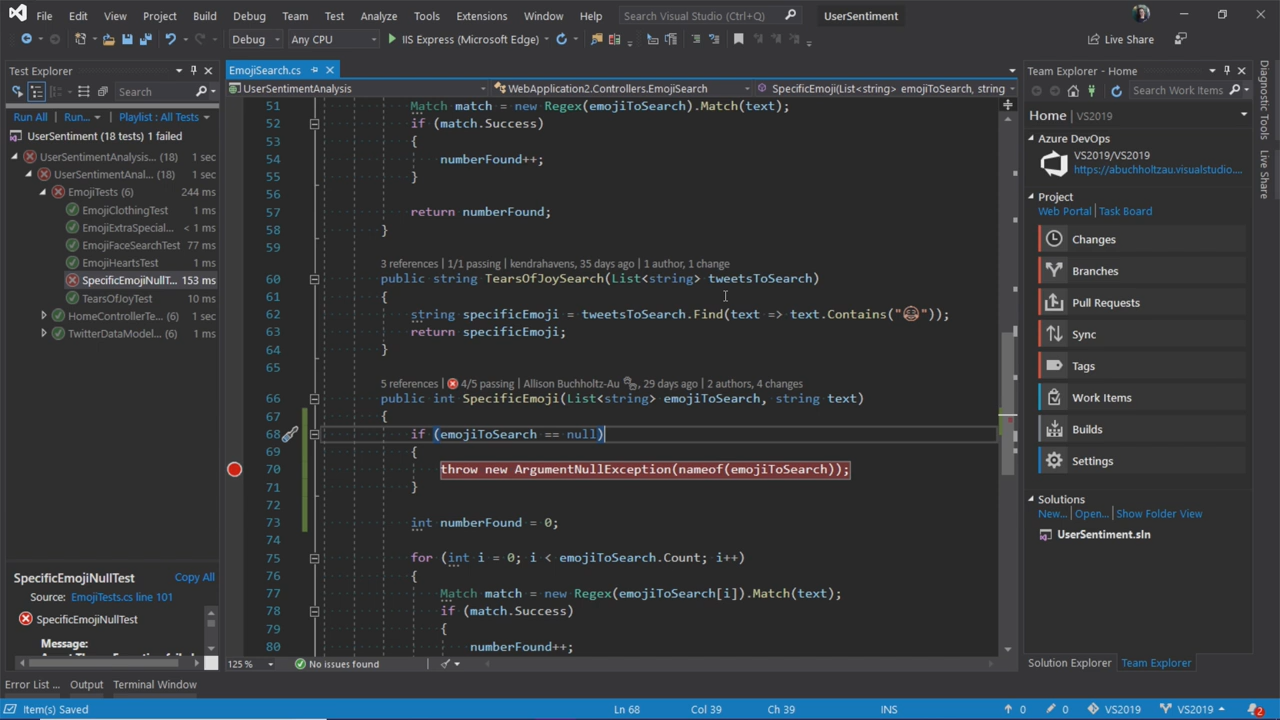 File Edit View Project Build Debug Team Test Analyze Tools Extensions Window Help Search Visual Studio (Ctrl+Q) UserSentiment
Debug Any CPU IIS Express (Microsoft Edge) Live Share
Test Explorer
Search
Run All Run... Playlist : All Tests
UserSentiment (18 tests) 1 failed
UserSentimentAnalysis... (18) 1 sec
UserSentimentAnal... (18) 1 sec
EmojiTests (6) 244 ms
EmojiClothingTest 1 ms
EmojiExtraSpecial... < 1 ms
EmojiFaceSearchTest 77 ms
EmojiHeartsTest 1 ms
SpecificEmojiNullT... 153 ms
TearsOfJoyTest 10 ms
HomeControllerTe... 1 ms
TwitterDataModel... 1 ms
SpecificEmojiNullTest Copy All
Source: EmojiTests.cs line 101
SpecificEmojiNullTest
Message:
EmojiSearch.cs
UserSentimentAnalysis WebApplication2.Controllers.EmojiSearch SpecificEmoji(List<string> emojiToSearch, string
51 Match match = new Regex(emojiToSearch).Match(text);
52 if (match.Success)
53 {
54 numberFound++;
55 }
56
57 return numberFound;
58 }
59
3 references | 1/1 passing | kendrahavens, 35 days ago | 1 author, 1 change
60 public string TearsOfJoySearch(List<string> tweetsToSearch)
61 {
62 string specificEmoji = tweetsToSearch.Find(text => text.Contains("😂"));
63 return specificEmoji;
64 }
65
5 references | 4/5 passing | Allison Buchholtz-Au, 29 days ago | 2 authors, 4 changes
66 public int SpecificEmoji(List<string> emojiToSearch, string text)
67 {
68 if (emojiToSearch == null)
69 {
70 throw new ArgumentNullException(nameof(emojiToSearch));
71 }
72
73 int numberFound = 0;
74
75 for (int i = 0; i < emojiToSearch.Count; i++)
76 {
77 Match match = new Regex(emojiToSearch[i]).Match(text);
78 if (match.Success)
79 {
80 numberFound++;
125 % No issues found
Team Explorer - Home
Search Work Items
Home | VS2019
Azure DevOps
VS2019/VS2019
https://abuchholtzau.visualstudio....
Project
Web Portal | Task Board
Changes
Branches
Pull Requests
Sync
Tags
Work Items
Builds
Settings
Solutions
New... | Open... | Show Folder View
UserSentiment.sln
Solution Explorer Team Explorer
Diagnostic Tools
Live Share
Error List ... Output Terminal Window
Item(s) Saved Ln 68 Col 39 Ch 39 INS 0 0 VS2019 VS2019 2